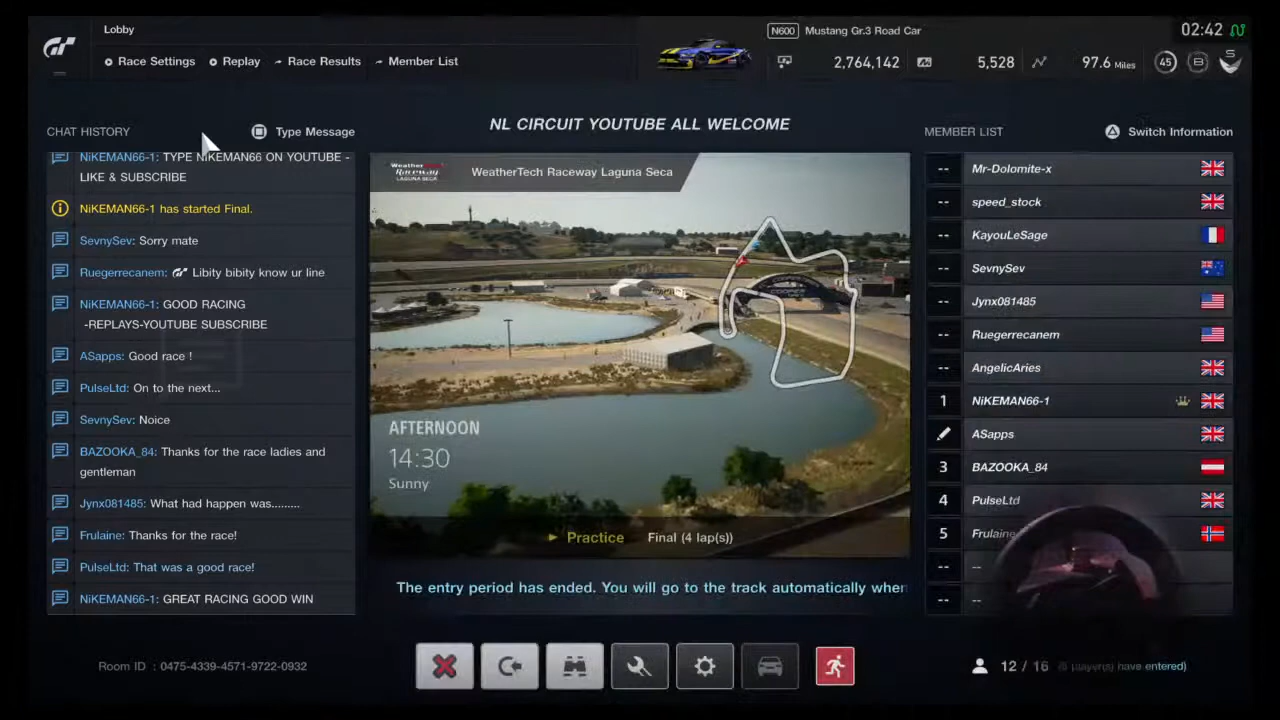 Lobby
N600 Mustang Gr.3 Road Car
02:42
Race Settings Replay Race Results Member List
2,764,142 5,528 97.6 Miles 45 B S
CHAT HISTORY Type Message
NL CIRCUIT YOUTUBE ALL WELCOME
MEMBER LIST Switch Information
NiKEMAN66-1: TYPE NIKEMAN66 ON YOUTUBE -
LIKE & SUBSCRIBE
NiKEMAN66-1 has started Final.
SevnySev: Sorry mate
Ruegerrecanem: Libity bibity know ur line
NiKEMAN66-1: GOOD RACING
-REPLAYS-YOUTUBE SUBSCRIBE
ASapps: Good race !
PulseLtd: On to the next...
SevnySev: Noice
BAZOOKA_84: Thanks for the race ladies and
gentleman
Jynx081485: What had happen was.........
Frulaine: Thanks for the race!
PulseLtd: That was a good race!
NiKEMAN66-1: GREAT RACING GOOD WIN
WeatherTech
Raceway
LAGUNA SECA
WeatherTech Raceway Laguna Seca
AFTERNOON
14:30
Sunny
Practice Final (4 lap(s))
The entry period has ended. You will go to the track automatically when
-- Mr-Dolomite-x
-- speed_stock
-- KayouLeSage
-- SevnySev
-- Jynx081485
-- Ruegerrecanem
-- AngelicAries
1 NiKEMAN66-1
ASapps
3 BAZOOKA_84
4 PulseLtd
5 Frulaine
-- --
-- --
Room ID : 0475-4339-4571-9722-0932
12 / 16 player(s) have entered)